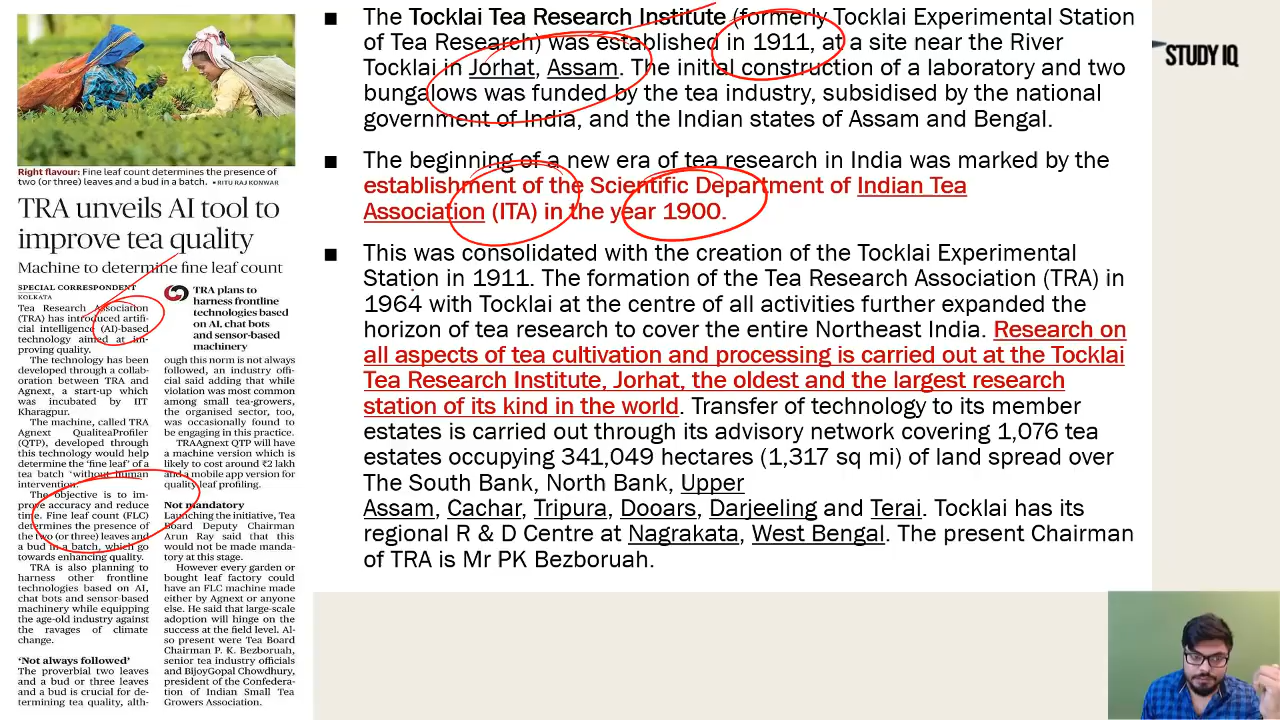 Right flavour: Fine leaf count determines the presence of
two (or three) leaves and a bud in a batch. • RITU RAJ KONWAR
TRA unveils AI tool to
improve tea quality
Machine to determine fine leaf count
SPECIAL CORRESPONDENT
KOLKATA
Tea Research Association
(TRA) has introduced artifi-
cial intelligence (AI)-based
technology aimed at im-
proving quality.
The technology has been
developed through a collab-
oration between TRA and
Agnext, a start-up which
was incubated by IIT
Kharagpur.
The machine, called TRA
Agnext QualiteaProfiler
(QTP), developed through
this technology would help
determine the ‘fine leaf’ of a
tea batch ‘without human
intervention’.
The objective is to im-
prove accuracy and reduce
time. Fine leaf count (FLC)
determines the presence of
the two (or three) leaves and
a bud in a batch, which go
towards enhancing quality.
TRA is also planning to
harness other frontline
technologies based on AI,
chat bots and sensor-based
machinery while equipping
the age-old industry against
the ravages of climate
change.
‘Not always followed’
The proverbial two leaves
and a bud or three leaves
and a bud is crucial for de-
termining tea quality, alth-
TRA plans to
harness frontline
technologies based
on AI, chat bots
and sensor-based
machinery
ough this norm is not always
followed, an industry offi-
cial said adding that while
violation was most common
among small tea-growers,
the organised sector, too,
was occasionally found to
be engaging in this practice.
TRAAgnext QTP will have
a machine version which is
likely to cost around ₹2 lakh
and a mobile app version for
quality leaf profiling.
Not mandatory
Launching the initiative, Tea
Board Deputy Chairman
Arun Ray said that this
would not be made manda-
tory at this stage.
However every garden or
bought leaf factory could
have an FLC machine made
either by Agnext or anyone
else. He said that large-scale
adoption will hinge on the
success at the field level. Al-
so present were Tea Board
Chairman P. K. Bezboruah,
senior tea industry officials
and BijoyGopal Chowdhury,
president of the Confedera-
tion of Indian Small Tea
Growers Association.
■ The Tocklai Tea Research Institute (formerly Tocklai Experimental Station
of Tea Research) was established in 1911, at a site near the River
Tocklai in Jorhat, Assam. The initial construction of a laboratory and two
bungalows was funded by the tea industry, subsidised by the national
government of India, and the Indian states of Assam and Bengal.
■ The beginning of a new era of tea research in India was marked by the
establishment of the Scientific Department of Indian Tea
Association (ITA) in the year 1900.
■ This was consolidated with the creation of the Tocklai Experimental
Station in 1911. The formation of the Tea Research Association (TRA) in
1964 with Tocklai at the centre of all activities further expanded the
horizon of tea research to cover the entire Northeast India. Research on
all aspects of tea cultivation and processing is carried out at the Tocklai
Tea Research Institute, Jorhat, the oldest and the largest research
station of its kind in the world. Transfer of technology to its member
estates is carried out through its advisory network covering 1,076 tea
estates occupying 341,049 hectares (1,317 sq mi) of land spread over
The South Bank, North Bank, Upper
Assam, Cachar, Tripura, Dooars, Darjeeling and Terai. Tocklai has its
regional R & D Centre at Nagrakata, West Bengal. The present Chairman
of TRA is Mr PK Bezboruah.
STUDY IQ